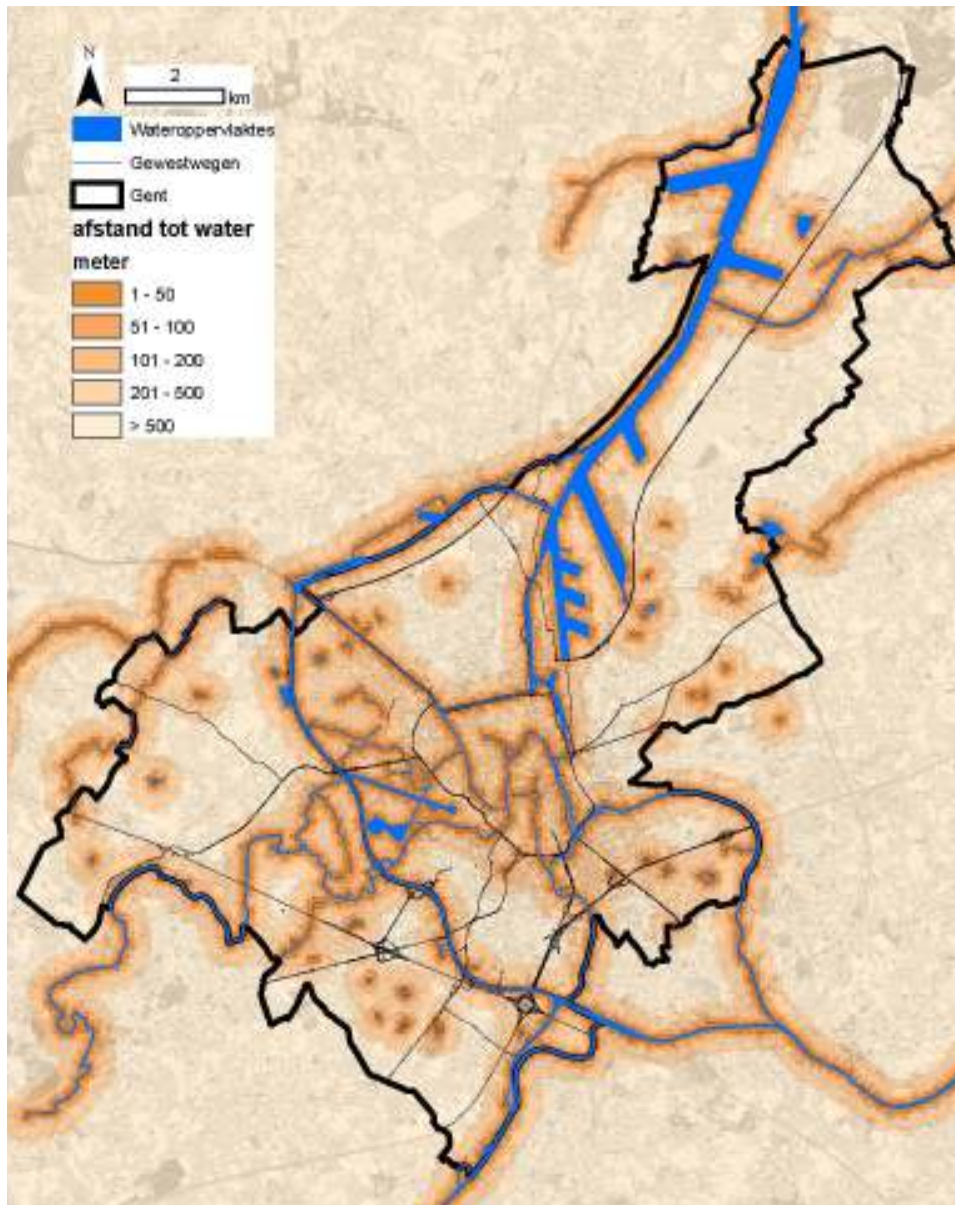 N
2
km
Wateroppervlaktes
Gewestwegen
Gent
afstand tot water
meter
1 - 50
51 - 100
101 - 200
201 - 500
> 500